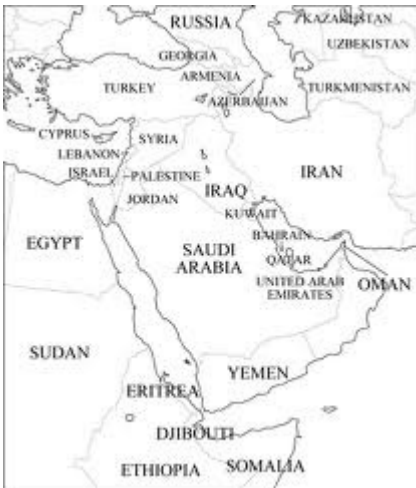 RUSSIA
KAZAKHSTAN
UZBEKISTAN
GEORGIA
ARMENIA
TURKEY
TURKMENISTAN
AZERBAIJAN
CYPRUS
SYRIA
LEBANON
ISRAEL
PALESTINE
IRAN
IRAQ
JORDAN
KUWAIT
EGYPT
BAHRAIN
SAUDI
ARABIA
QATAR
UNITED ARAB
EMIRATES
OMAN
SUDAN
YEMEN
ERITREA
DJIBOUTI
ETHIOPIA
SOMALIA